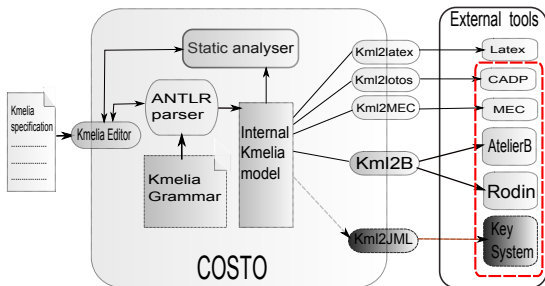 External tools
Static analyser
Kml2latex
Latex
Kml2lotos
CADP
Kml2MEC
MEC
Kmelia
specification
..............
..............
..............
Kmelia Editor
ANTLR
parser
Internal
Kmelia
model
Kmelia
Grammar
Kml2B
AtelierB
Rodin
Kml2JML
Key
System
COSTO